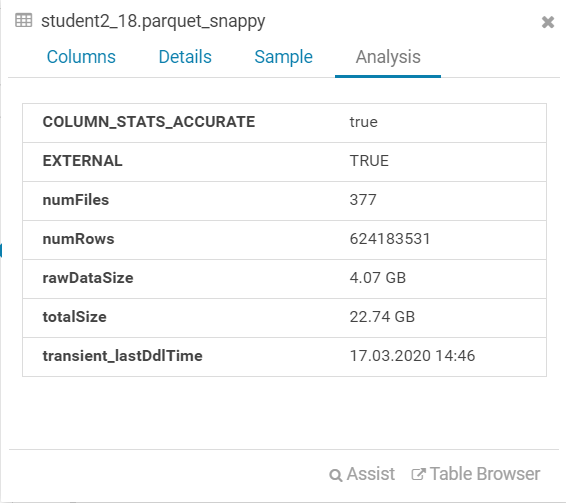 student2_18.parquet_snappy
Columns Details Sample Analysis
COLUMN_STATS_ACCURATE true
EXTERNAL TRUE
numFiles 377
numRows 624183531
rawDataSize 4.07 GB
totalSize 22.74 GB
transient_lastDdlTime 17.03.2020 14:46
Assist Table Browser